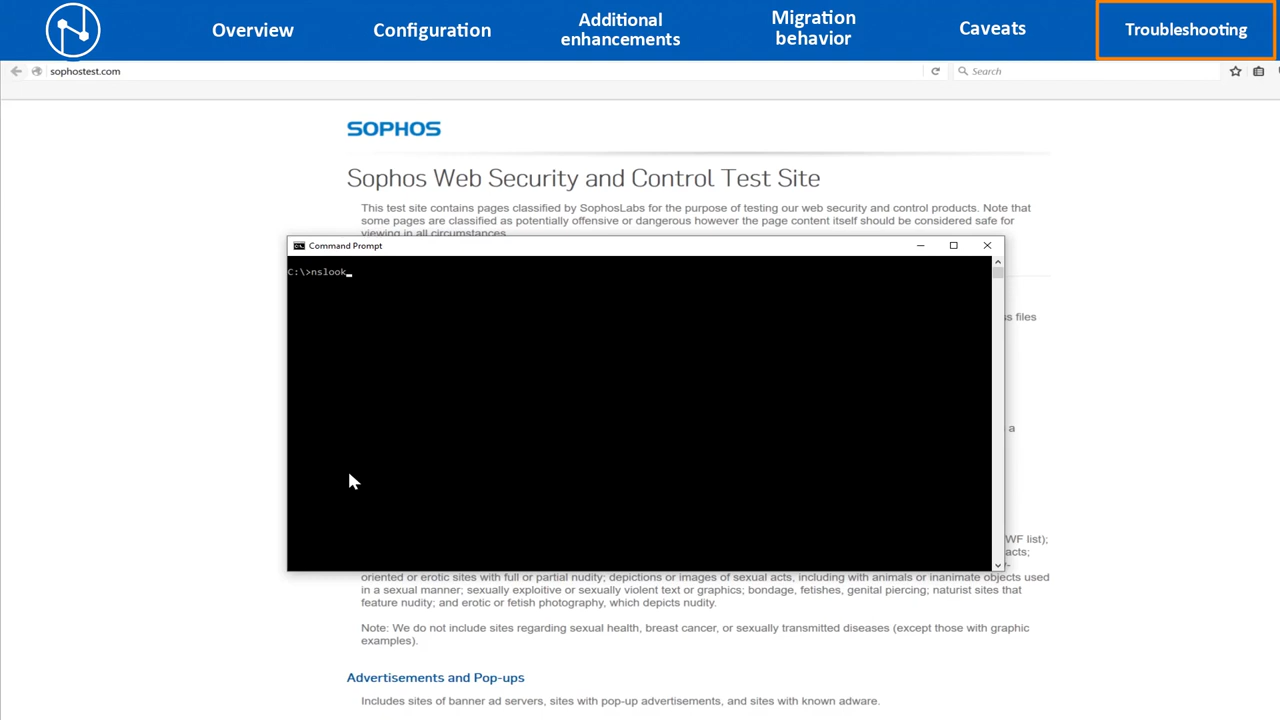 Overview
Configuration
Additional
enhancements
Migration
behavior
Caveats
Troubleshooting
sophostest.com
Search
SOPHOS
Sophos Web Security and Control Test Site
This test site contains pages classified by SophosLabs for the purpose of testing our web security and control products. Note that
some pages are classified as potentially offensive or dangerous however the page content itself should be considered safe for
viewing in all circumstances.
Command Prompt
C:\>nslook
ss files
a
WF list);
acts;
oriented or erotic sites with full or partial nudity; depictions or images of sexual acts, including with animals or inanimate objects used
in a sexual manner; sexually exploitive or sexually violent text or graphics; bondage, fetishes, genital piercing; naturist sites that
feature nudity; and erotic or fetish photography, which depicts nudity.
Note: We do not include sites regarding sexual health, breast cancer, or sexually transmitted diseases (except those with graphic
examples).
Advertisements and Pop-ups
Includes sites of banner ad servers, sites with pop-up advertisements, and sites with known adware.